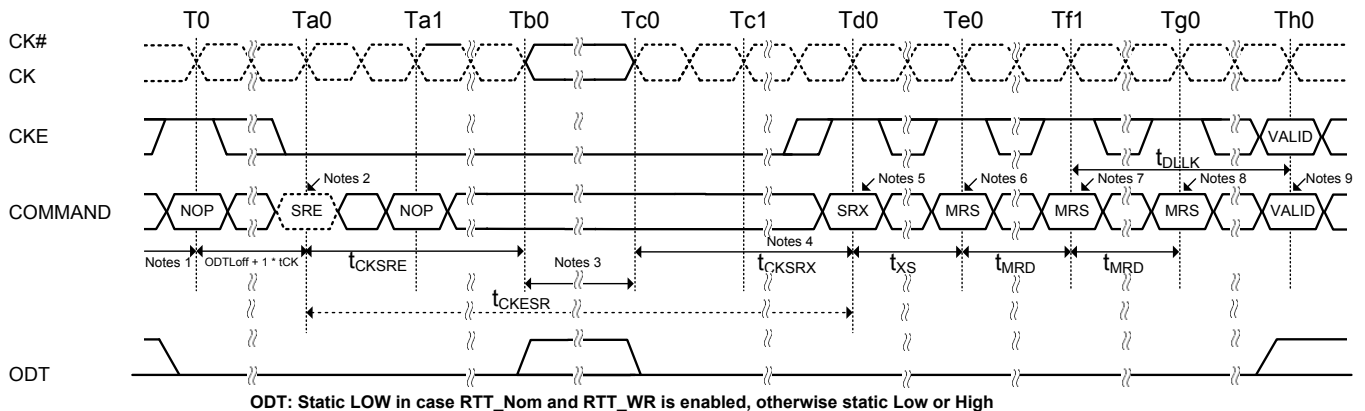 T0 Ta0 Ta1 Tb0 Tc0 Tc1 Td0 Te0 Tf1 Tg0 Th0
CK#
CK
CKE
VALID
tDLLK
Notes 2 Notes 5 Notes 6 Notes 7 Notes 8 Notes 9
COMMAND NOP SRE NOP SRX MRS MRS MRS VALID
Notes 1 ODTLoff + 1 * tCK tCKSRE Notes 3 Notes 4 tCKSRX tXS tMRD tMRD
tCKESR
ODT
ODT: Static LOW in case RTT_Nom and RTT_WR is enabled, otherwise static Low or High